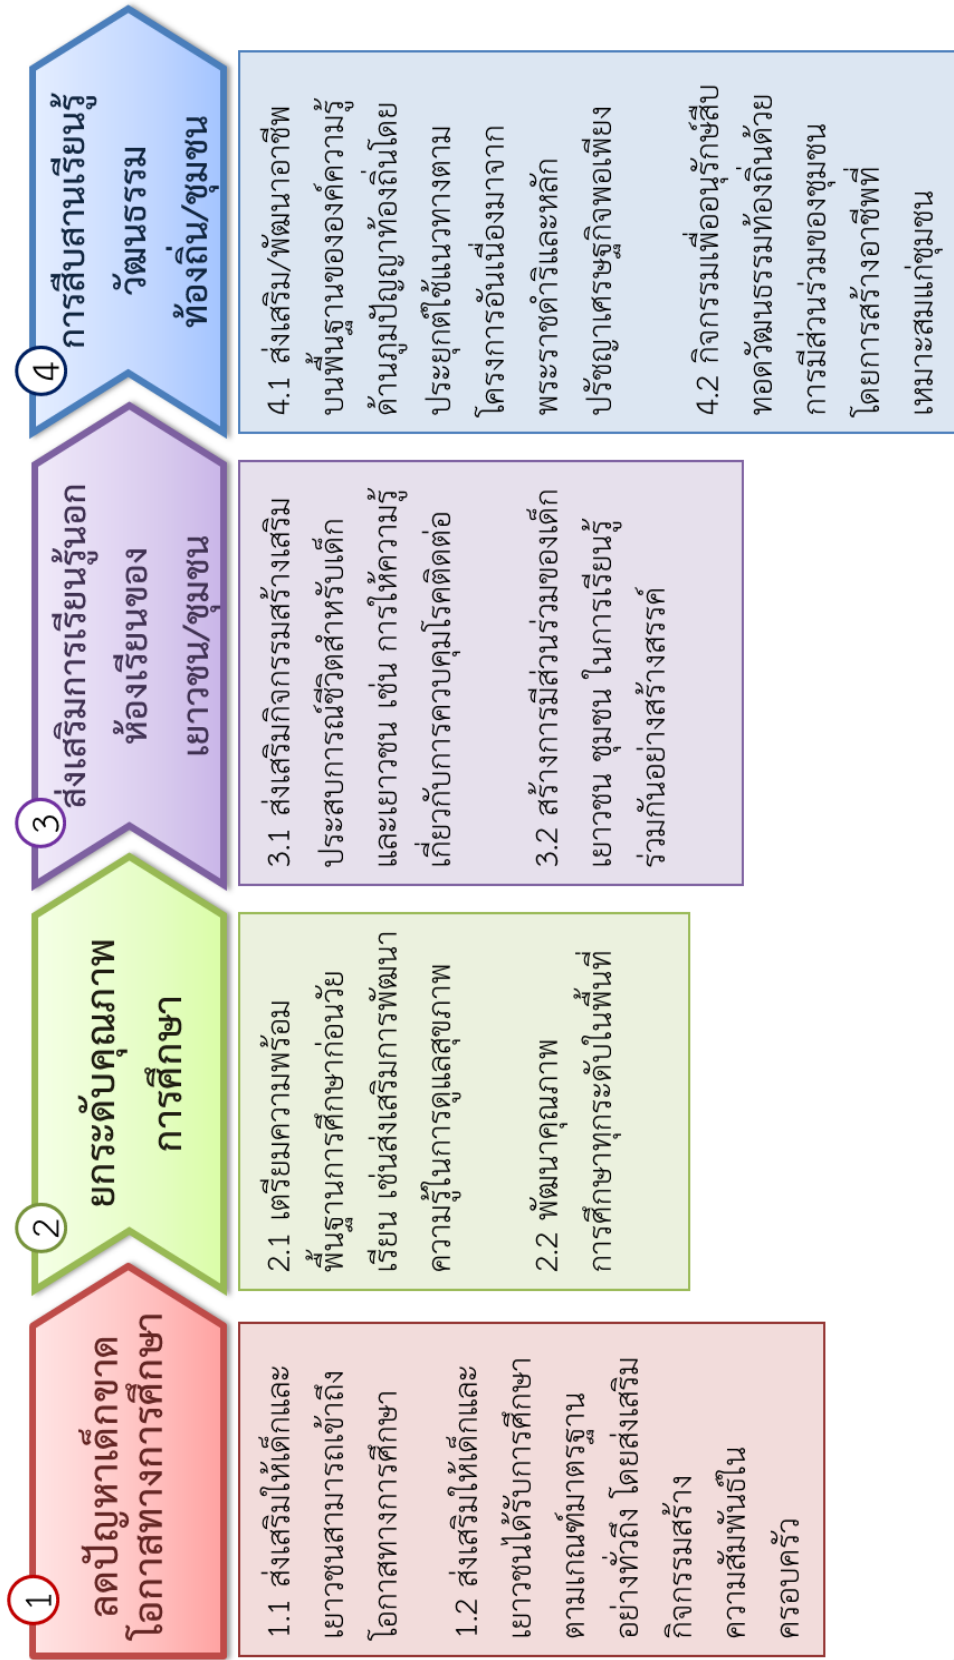 1
ลดปัญหาเด็กขาด
โอกาสทางการศึกษา
1.1 ส่งเสริมให้เด็กและ
เยาวชนสามารถเข้าถึง
โอกาสทางการศึกษา
1.2 ส่งเสริมให้เด็กและ
เยาวชนได้รับการศึกษา
ตามเกณฑ์มาตรฐาน
อย่างทั่วถึง โดยส่งเสริม
กิจกรรมสร้าง
ความสัมพันธ์ใน
ครอบครัว
2
ยกระดับคุณภาพ
การศึกษา
2.1 เตรียมความพร้อม
พื้นฐานการศึกษาก่อนวัย
เรียน เช่นส่งเสริมการพัฒนา
ความรู้ในการดูแลสุขภาพ
2.2 พัฒนาคุณภาพ
การศึกษาทุกระดับในพื้นที่
3
ส่งเสริมการเรียนรู้นอก
ห้องเรียนของ
เยาวชน/ชุมชน
3.1 ส่งเสริมกิจกรรมสร้างเสริม
ประสบการณ์ชีวิตสำหรับเด็ก
และเยาวชน เช่น การให้ความรู้
เกี่ยวกับการควบคุมโรคติดต่อ
3.2 สร้างการมีส่วนร่วมของเด็ก
เยาวชน ชุมชน ในการเรียนรู้
ร่วมกันอย่างสร้างสรรค์
4
การสืบสานเรียนรู้
วัฒนธรรม
ท้องถิ่น/ชุมชน
4.1 ส่งเสริม/พัฒนาอาชีพ
บนพื้นฐานขององค์ความรู้
ด้านภูมปัญญาท้องถิ่นโดย
ประยุกต์ใช้แนวทางตาม
โครงการอันเนื่องมาจาก
พระราชดำริและหลัก
ปรัชญาเศรษฐกิจพอเพียง
4.2 กิจกรรมเพื่ออนุรักษ์สืบ
ทอดวัฒนธรรมท้องถิ่นด้วย
การมีส่วนร่วมของชุมชน
โดยการสร้างอาชีพที่
เหมาะสมแก่ชุมชน